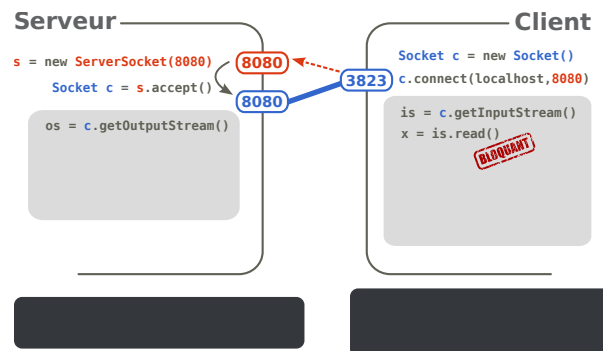 Serveur
s = new ServerSocket(8080)
Socket c = s.accept()
os = c.getOutputStream()
8080
8080
3823
Client
Socket c = new Socket()
c.connect(localhost,8080)
is = c.getInputStream()
x = is.read()
BLOQUANT